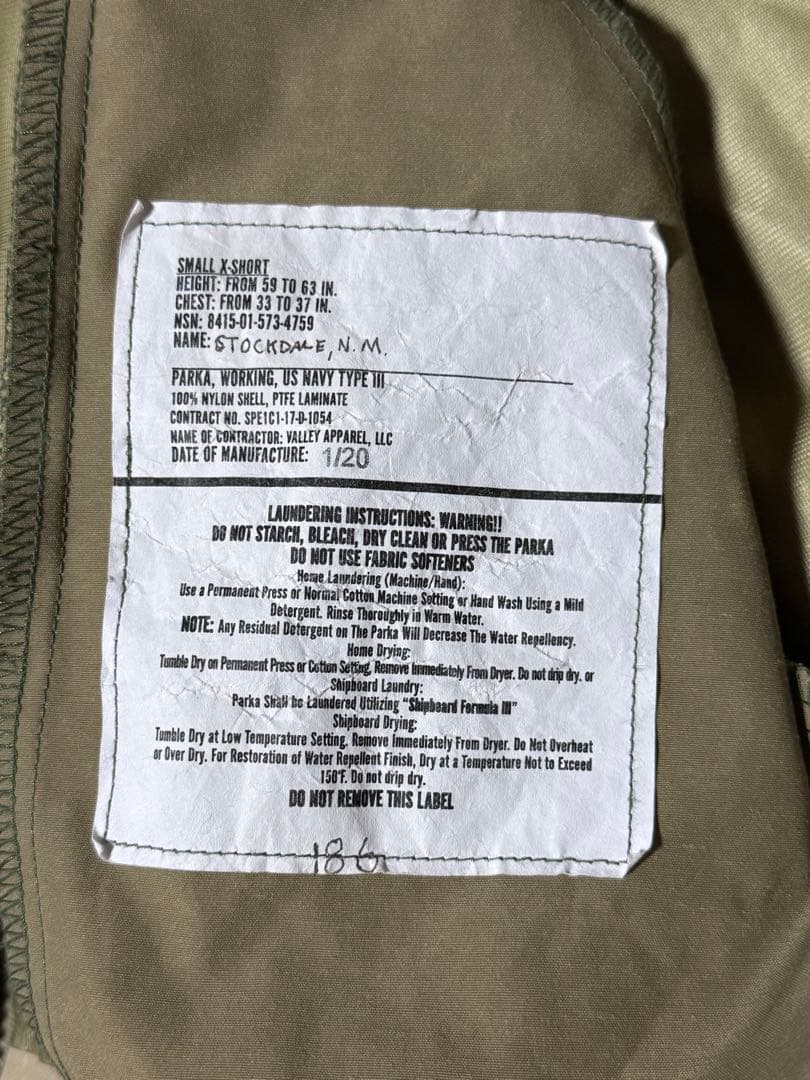 SMALL X-SHORT
HEIGHT: FROM 59 TO 63 IN.
CHEST: FROM 33 TO 37 IN.
NSN: 8415-01-573-4759
NAME: STOCKDALE, N. M.
PARKA, WORKING, US NAVY TYPE III
100% NYLON SHELL, PTFE LAMINATE
CONTRACT NO. SPE1C1-17-D-1054
NAME OF CONTRACTOR: VALLEY APPAREL, LLC
DATE OF MANUFACTURE: 1/20
LAUNDERING INSTRUCTIONS: WARNING!!
DO NOT STARCH, BLEACH, DRY CLEAN OR PRESS THE PARKA
DO NOT USE FABRIC SOFTENERS
Home Laundering (Machine/Hand):
Use a Permanent Press or Normal Cotton Machine Setting or Hand Wash Using a Mild
Detergent. Rinse Thoroughly in Warm Water.
NOTE: Any Residual Detergent on The Parka Will Decrease The Water Repellency.
Home Drying:
Tumble Dry on Permanent Press or Cotton Setting, Remove Immediately From Dryer. Do not drip dry. or
Shipboard Laundry:
Parka Shall be Laundered Utilizing "Shipboard Formula III"
Shipboard Drying:
Tumble Dry at Low Temperature Setting. Remove Immediately From Dryer. Do Not Overheat
or Over Dry. For Restoration of Water Repellent Finish, Dry at a Temperature Not to Exceed
150°F. Do not drip dry.
DO NOT REMOVE THIS LABEL
186